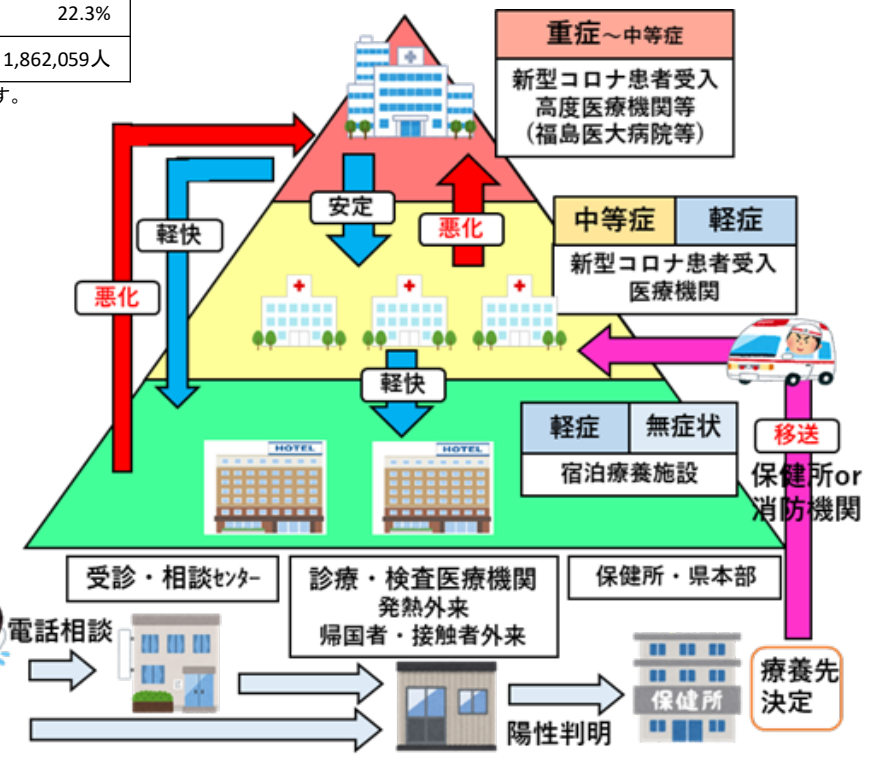 22.3%
1,862,059人
す。
重症～中等症
新型コロナ患者受入
高度医療機関等
（福島医大病院等）
安定
悪化
軽快
悪化
中等症
軽症
新型コロナ患者受入
医療機関
軽快
HOTEL
HOTEL
軽症
無症状
宿泊療養施設
移送
保健所or
消防機関
受診・相談ｾﾝﾀｰ
診療・検査医療機関
発熱外来
帰国者・接触者外来
保健所・県本部
電話相談
保健所
陽性判明
療養先
決定